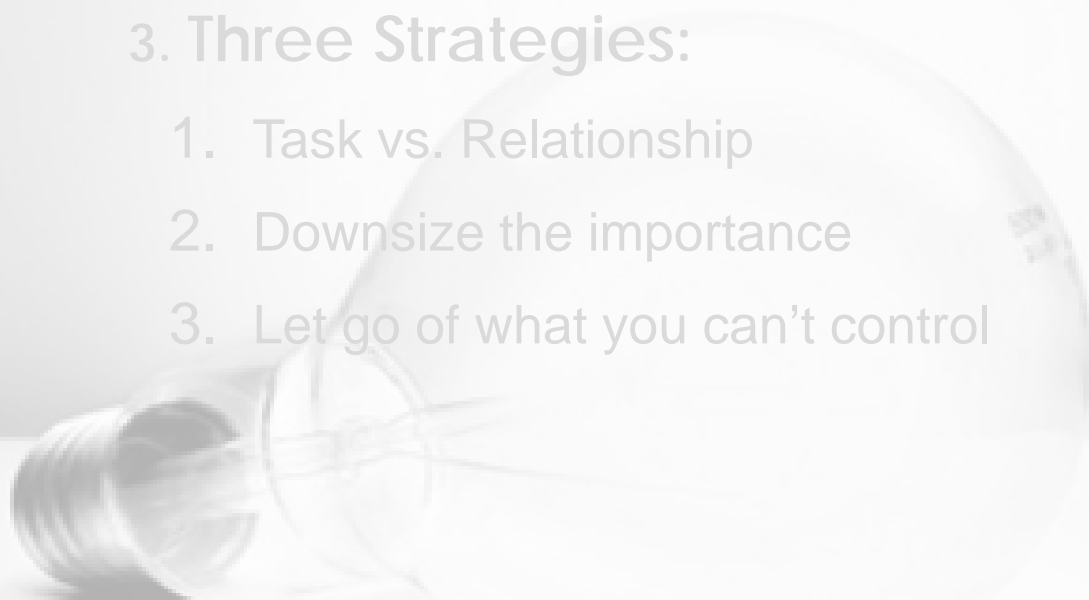 3. Three Strategies:
1. Task vs. Relationship
2. Downsize the importance
3. Let go of what you can’t control